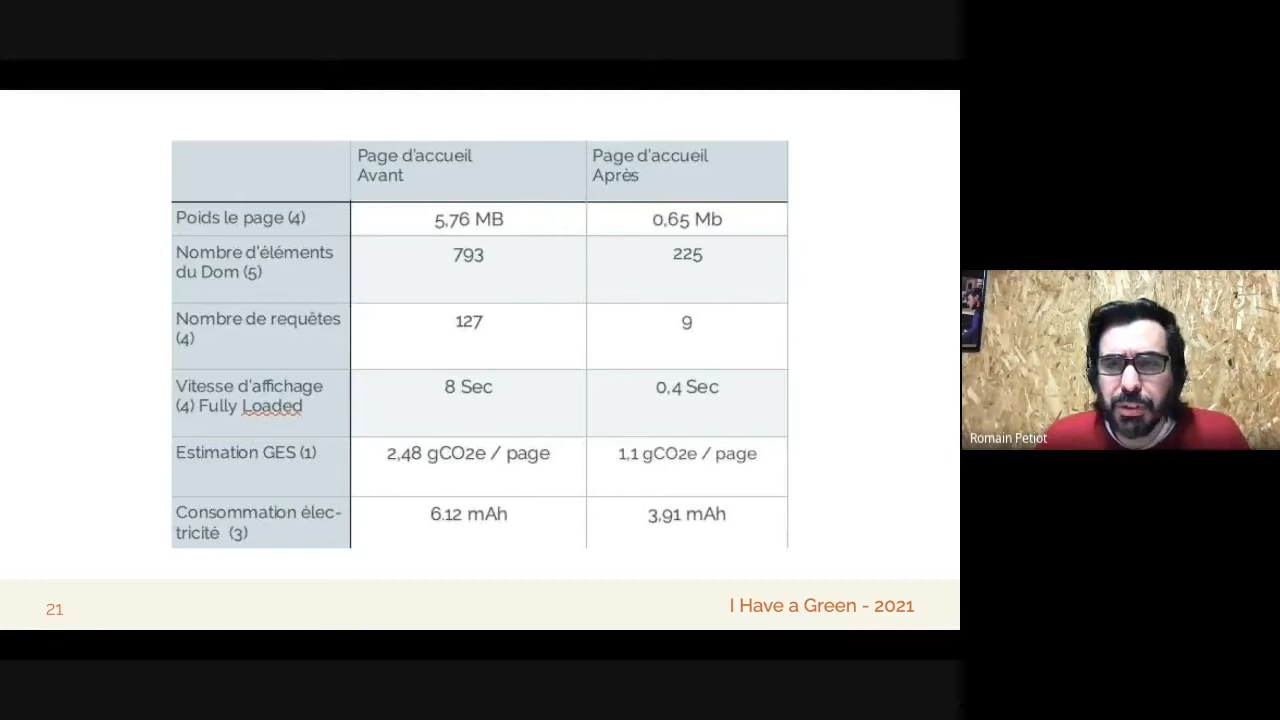 Page d'accueil
Avant
Page d'accueil
Après
Poids le page (4)
5,76 MB
0,65 Mb
Nombre d'éléments
du Dom (5)
793
225
Nombre de requêtes
(4)
127
9
Vitesse d'affichage
(4) Fully Loaded
8 Sec
0,4 Sec
Estimation GES (1)
2,48 gCO2e / page
1,1 gCO2e / page
Consommation élec-
tricité (3)
6.12 mAh
3,91 mAh
21
I Have a Green - 2021
Romain Petiot